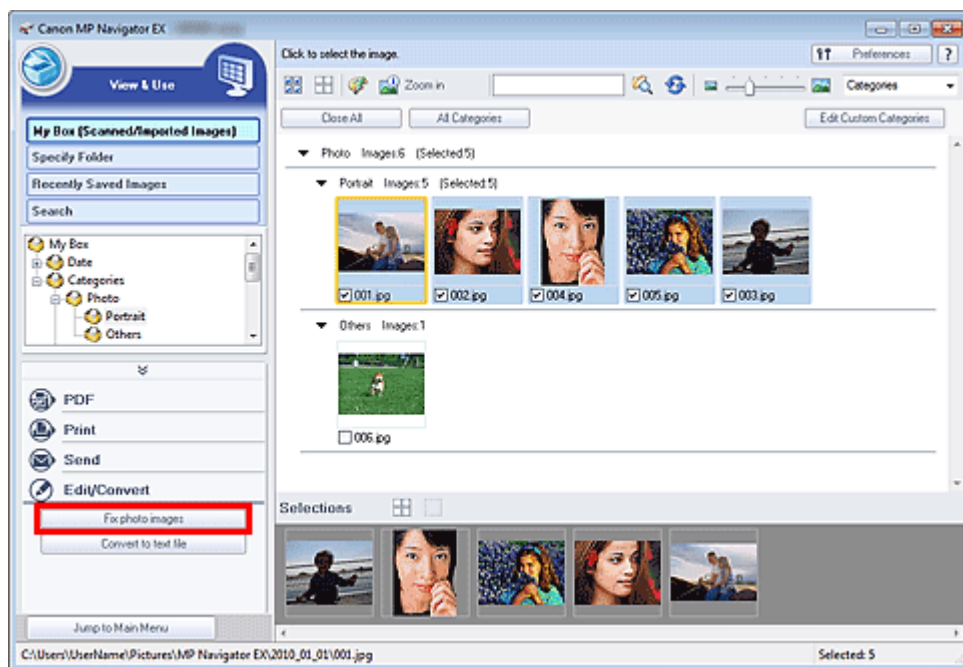 Canon MP Navigator EX
View & Use
My Box (Scanned/Imported Images)
Specify Folder
Recently Saved Images
Search
My Box
Date
Categories
Photo
Portrait
Others
PDF
Print
Send
Edit/Convert
Fix photo images
Convert to text file
Jump to Main Menu
Click to select the image.
Preferences
?
Zoom in
Categories
Close All
All Categories
Edit Custom Categories
Photo Images:6 (Selected:5)
Portrait Images:5 (Selected:5)
001.jpg
002.jpg
004.jpg
005.jpg
003.jpg
Others Images:1
006.jpg
Selections
C:\Users\UserName\Pictures\MP Navigator EX\2010_01_01\001.jpg
Selected: 5